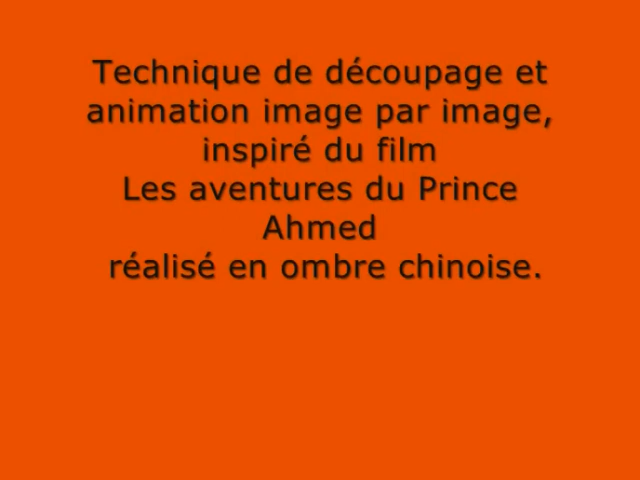 Technique de découpage et
animation image par image,
inspiré du film
Les aventures du Prince
Ahmed
réalisé en ombre chinoise.